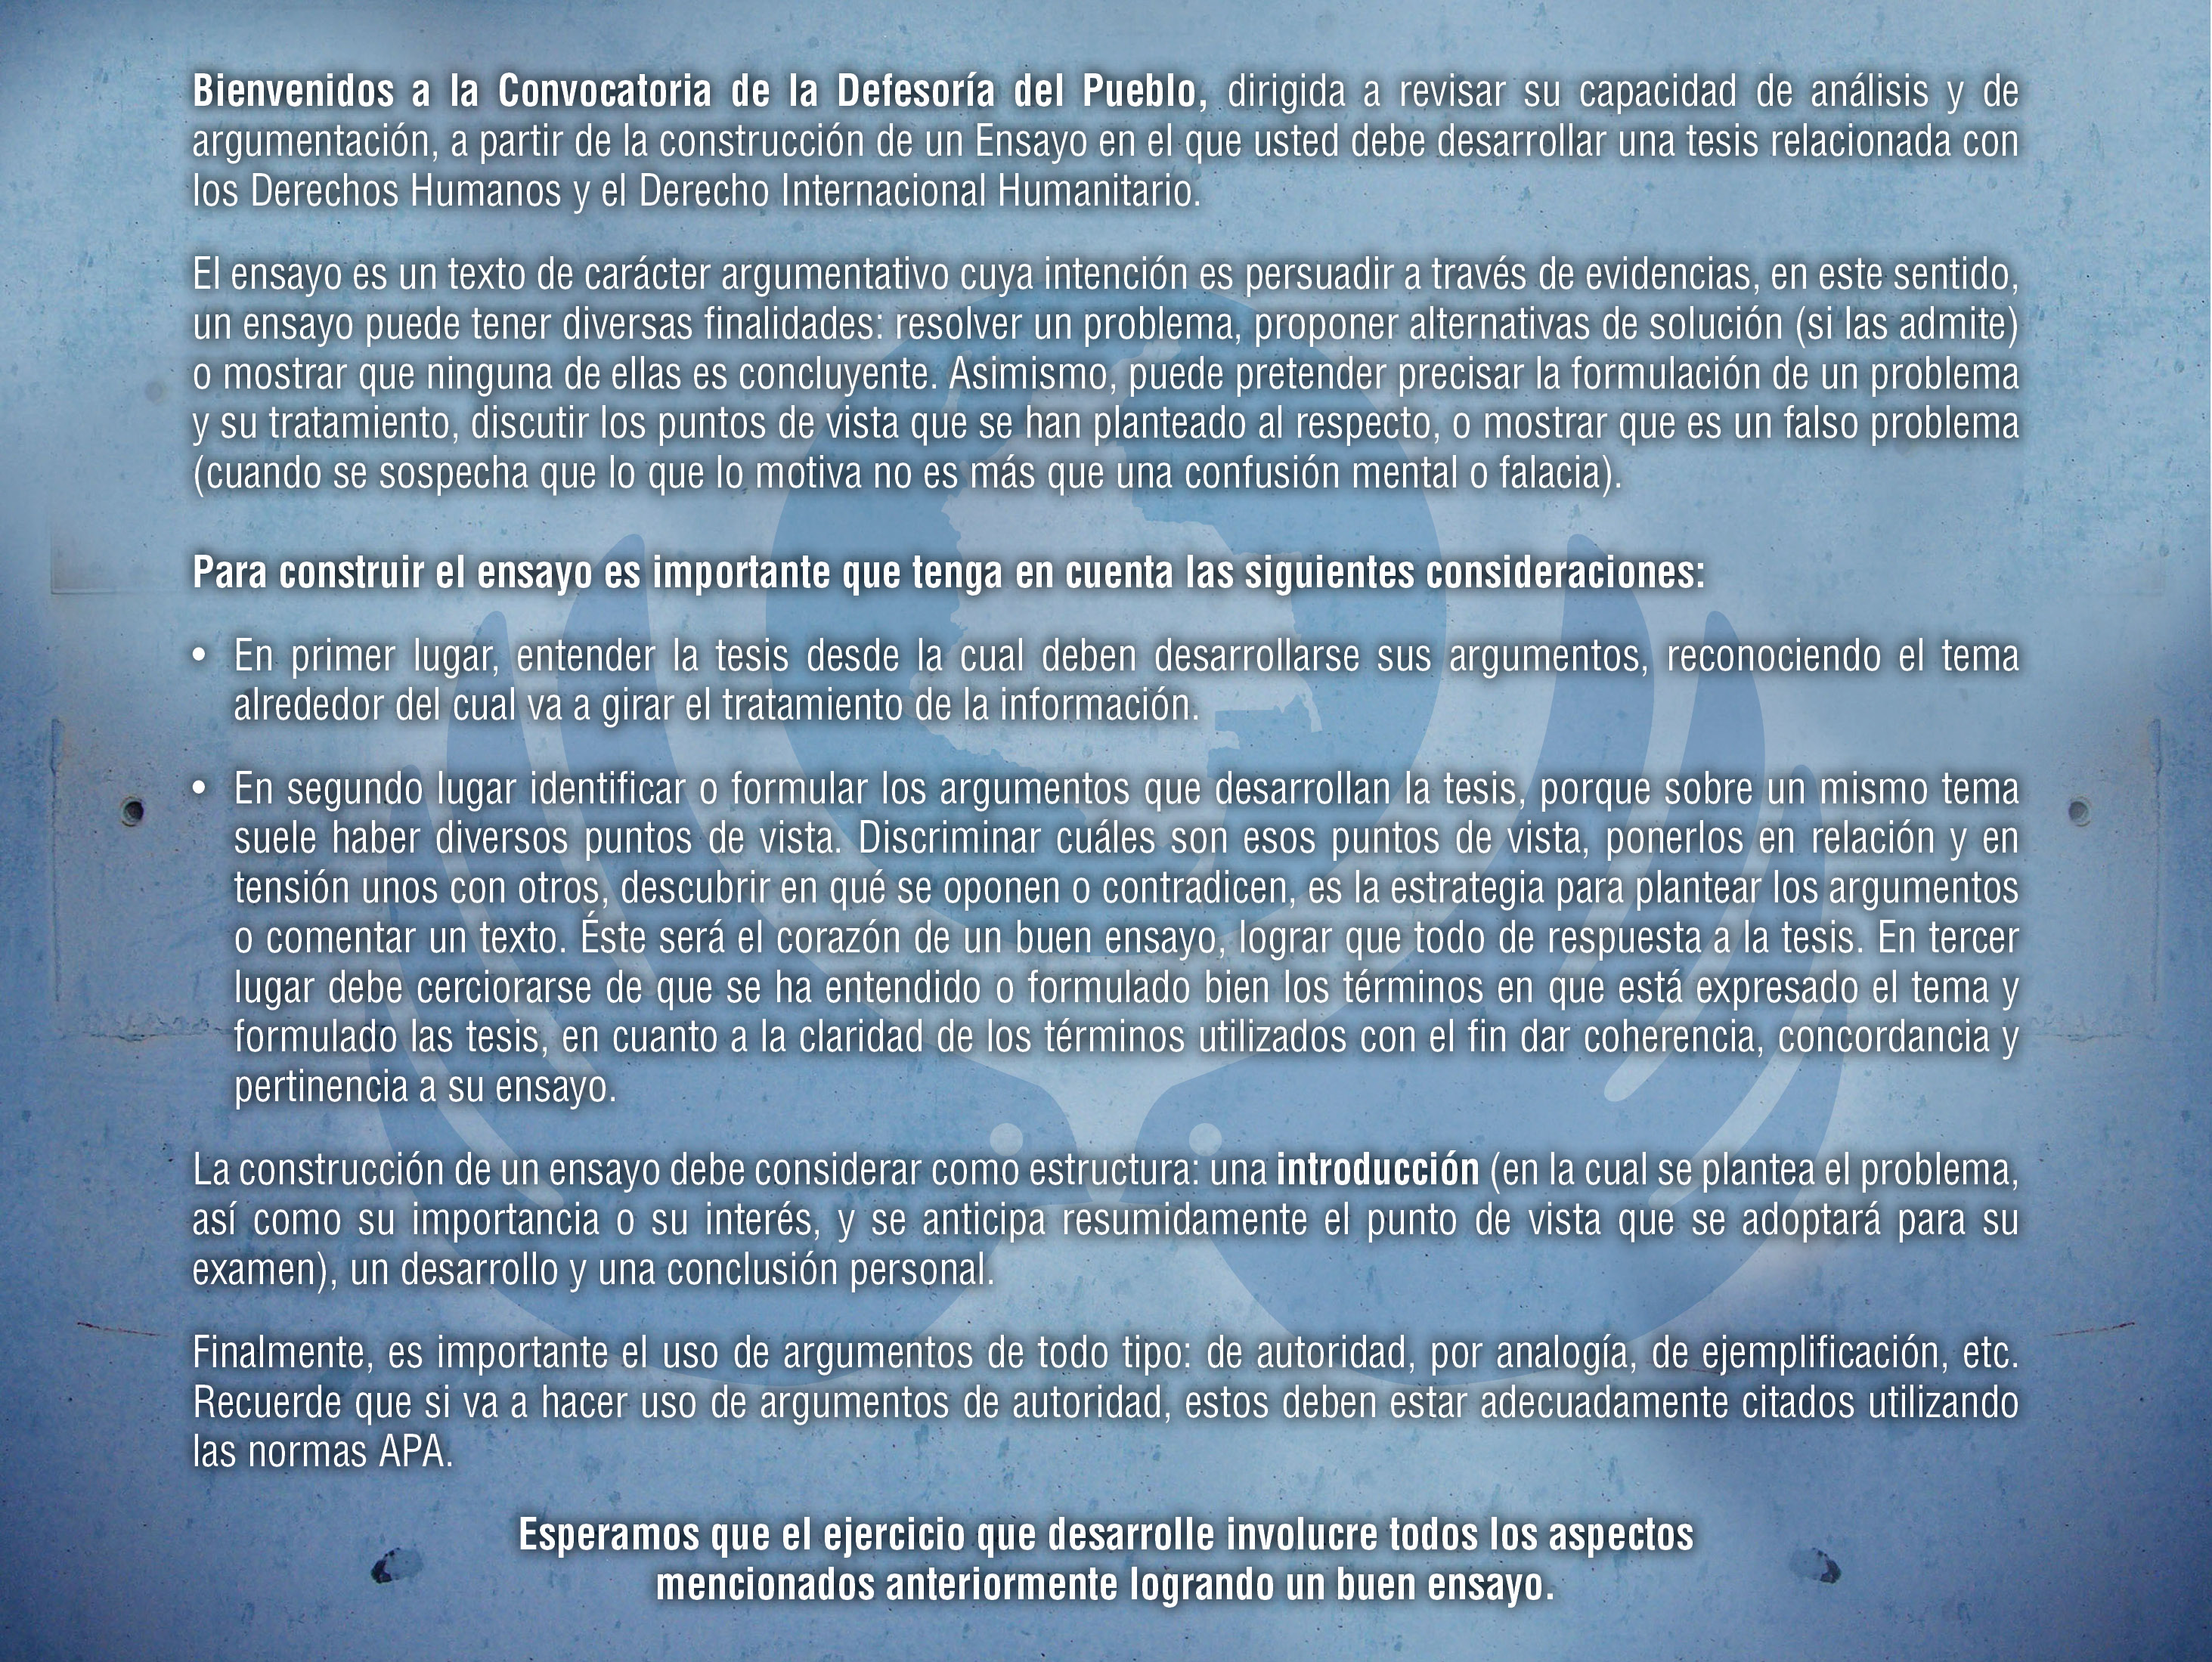 Bienvenidos a la Convocatoria de la Defesoría del Pueblo, dirigida a revisar su capacidad de análisis y de
argumentación, a partir de la construcción de un Ensayo en el que usted debe desarrollar una tesis relacionada con
los Derechos Humanos y el Derecho Internacional Humanitario.
El ensayo es un texto de carácter argumentativo cuya intención es persuadir a través de evidencias, en este sentido,
un ensayo puede tener diversas finalidades: resolver un problema, proponer alternativas de solución (si las admite)
o mostrar que ninguna de ellas es concluyente. Asimismo, puede pretender precisar la formulación de un problema
y su tratamiento, discutir los puntos de vista que se han planteado al respecto, o mostrar que es un falso problema
(cuando se sospecha que lo que lo motiva no es más que una confusión mental o falacia).
Para construir el ensayo es importante que tenga en cuenta las siguientes consideraciones:
• En primer lugar, entender la tesis desde la cual deben desarrollarse sus argumentos, reconociendo el tema
alrededor del cual va a girar el tratamiento de la información.
• En segundo lugar identificar o formular los argumentos que desarrollan la tesis, porque sobre un mismo tema
suele haber diversos puntos de vista. Discriminar cuáles son esos puntos de vista, ponerlos en relación y en
tensión unos con otros, descubrir en qué se oponen o contradicen, es la estrategia para plantear los argumentos
o comentar un texto. Éste será el corazón de un buen ensayo, lograr que todo de respuesta a la tesis. En tercer
lugar debe cerciorarse de que se ha entendido o formulado bien los términos en que está expresado el tema y
formulado las tesis, en cuanto a la claridad de los términos utilizados con el fin dar coherencia, concordancia y
pertinencia a su ensayo.
La construcción de un ensayo debe considerar como estructura: una introducción (en la cual se plantea el problema,
así como su importancia o su interés, y se anticipa resumidamente el punto de vista que se adoptará para su
examen), un desarrollo y una conclusión personal.
Finalmente, es importante el uso de argumentos de todo tipo: de autoridad, por analogía, de ejemplificación, etc.
Recuerde que si va a hacer uso de argumentos de autoridad, estos deben estar adecuadamente citados utilizando
las normas APA.
Esperamos que el ejercicio que desarrolle involucre todos los aspectos
mencionados anteriormente logrando un buen ensayo.